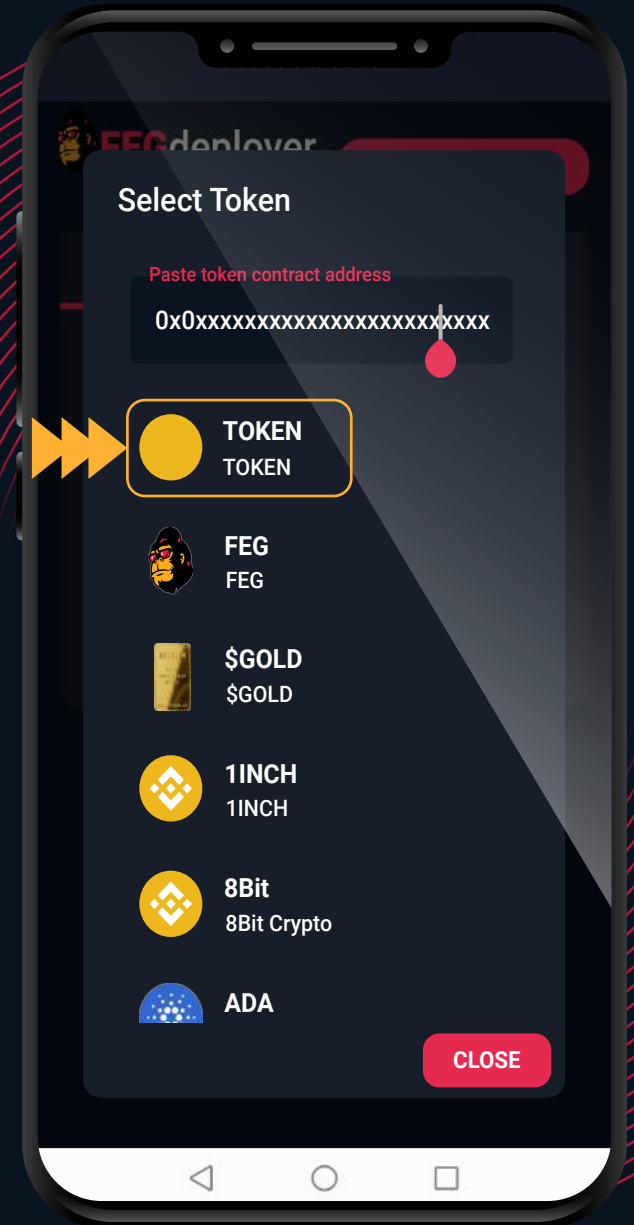 FEGdeployer
Select Token
Paste token contract address
0x0xxxxxxxxxxxxxxxxxxxxxxxx
TOKEN
TOKEN
FEG
FEG
$GOLD
$GOLD
1INCH
1INCH
8Bit
8Bit Crypto
ADA
CLOSE